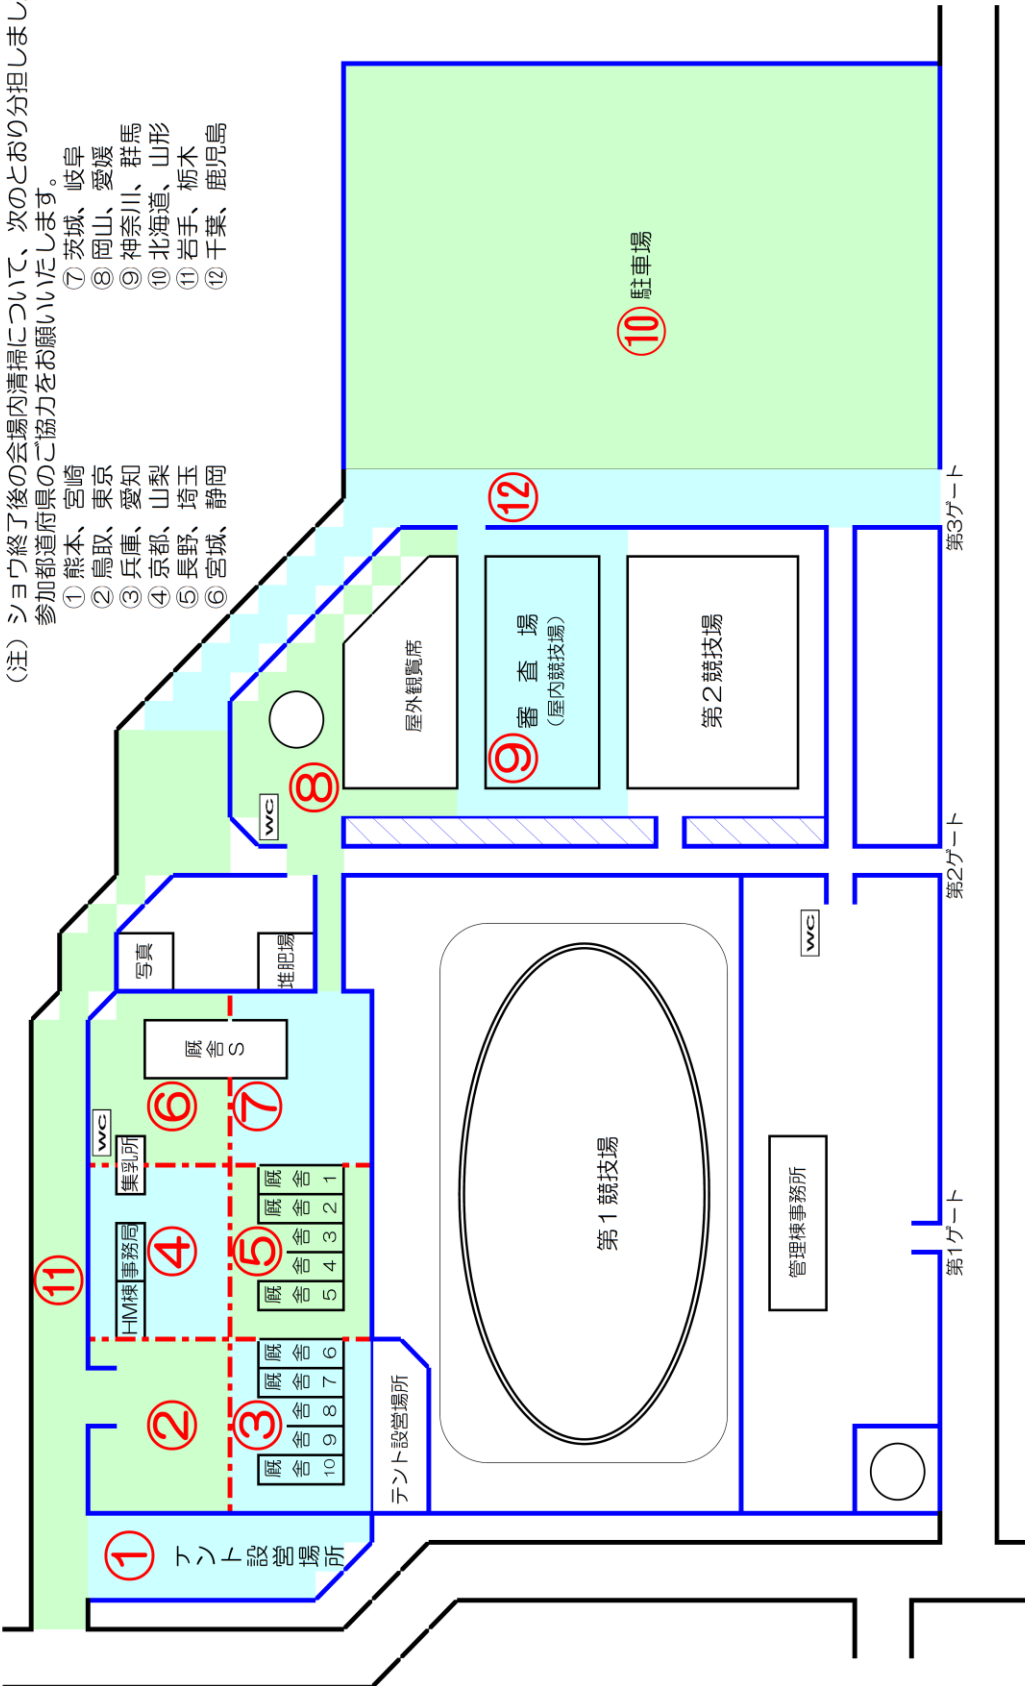 （注）ショウ終了後の会場内清掃について、次のとおり分担しまし
参加都道府県のご協力をお願いいたします。
① 熊本、宮崎
② 鳥取、東京
③ 兵庫、愛知
④ 京都、山梨
⑤ 長野、埼玉
⑥ 宮城、静岡
⑦ 茨城、岐阜
⑧ 岡山、愛媛
⑨ 神奈川、群馬
⑩ 北海道、山形
⑪ 岩手、栃木
⑫ 千葉、鹿児島
⑪
①
テント設営場所
②
③
④
⑤
⑥
⑦
HM棟
事務局
集乳所
WC
厩舎S
写真
堆肥場
厩舎10
舎9
舎8
厩舎7
厩舎6
厩舎5
舎4
舎3
厩舎2
厩舎1
テント設営場所
WC
⑧
屋外観覧席
⑨
審査場
（屋内競技場）
第２競技場
⑫
⑩
駐車場
第１競技場
管理棟事務所
WC
第1ゲート
第2ゲート
第3ゲート